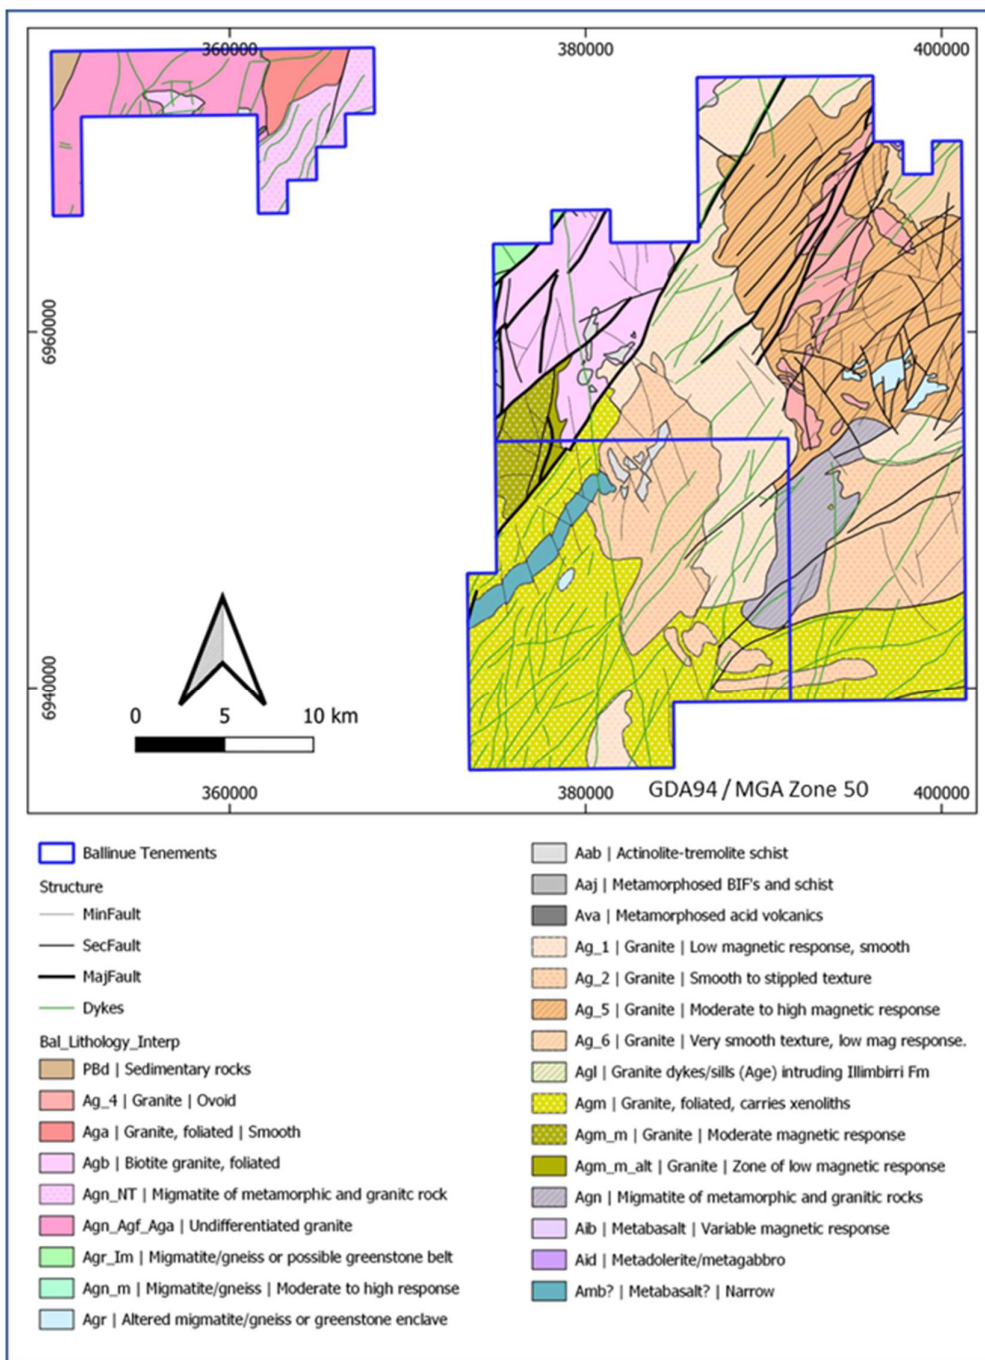 360000
380000
400000
6960000
6940000
0 5 10 km
GDA94 / MGA Zone 50
360000
380000
400000
Ballinue Tenements
Structure
MinFault
SecFault
MajFault
Dykes
Bal_Lithology_Interp
PBd | Sedimentary rocks
Ag_4 | Granite | Ovoid
Aga | Granite, foliated | Smooth
Agb | Biotite granite, foliated
Agn_NT | Migmatite of metamorphic and granitc rock
Agn_Agf_Aga | Undifferentiated granite
Agr_Im | Migmatite/gneiss or possible greenstone belt
Agn_m | Migmatite/gneiss | Moderate to high response
Agr | Altered migmatite/gneiss or greenstone enclave
Aab | Actinolite-tremolite schist
Aaj | Metamorphosed BIF's and schist
Ava | Metamorphosed acid volcanics
Ag_1 | Granite | Low magnetic response, smooth
Ag_2 | Granite | Smooth to stippled texture
Ag_5 | Granite | Moderate to high magnetic response
Ag_6 | Granite | Very smooth texture, low mag response.
Agl | Granite dykes/sills (Age) intruding Illimbirri Fm
Agm | Granite, foliated, carries xenoliths
Agm_m | Granite | Moderate magnetic response
Agm_m_alt | Granite | Zone of low magnetic response
Agn | Migmatite of metamorphic and granitic rocks
Aib | Metabasalt | Variable magnetic response
Aid | Metadolerite/metagabbro
Amb? | Metabasalt? | Narrow